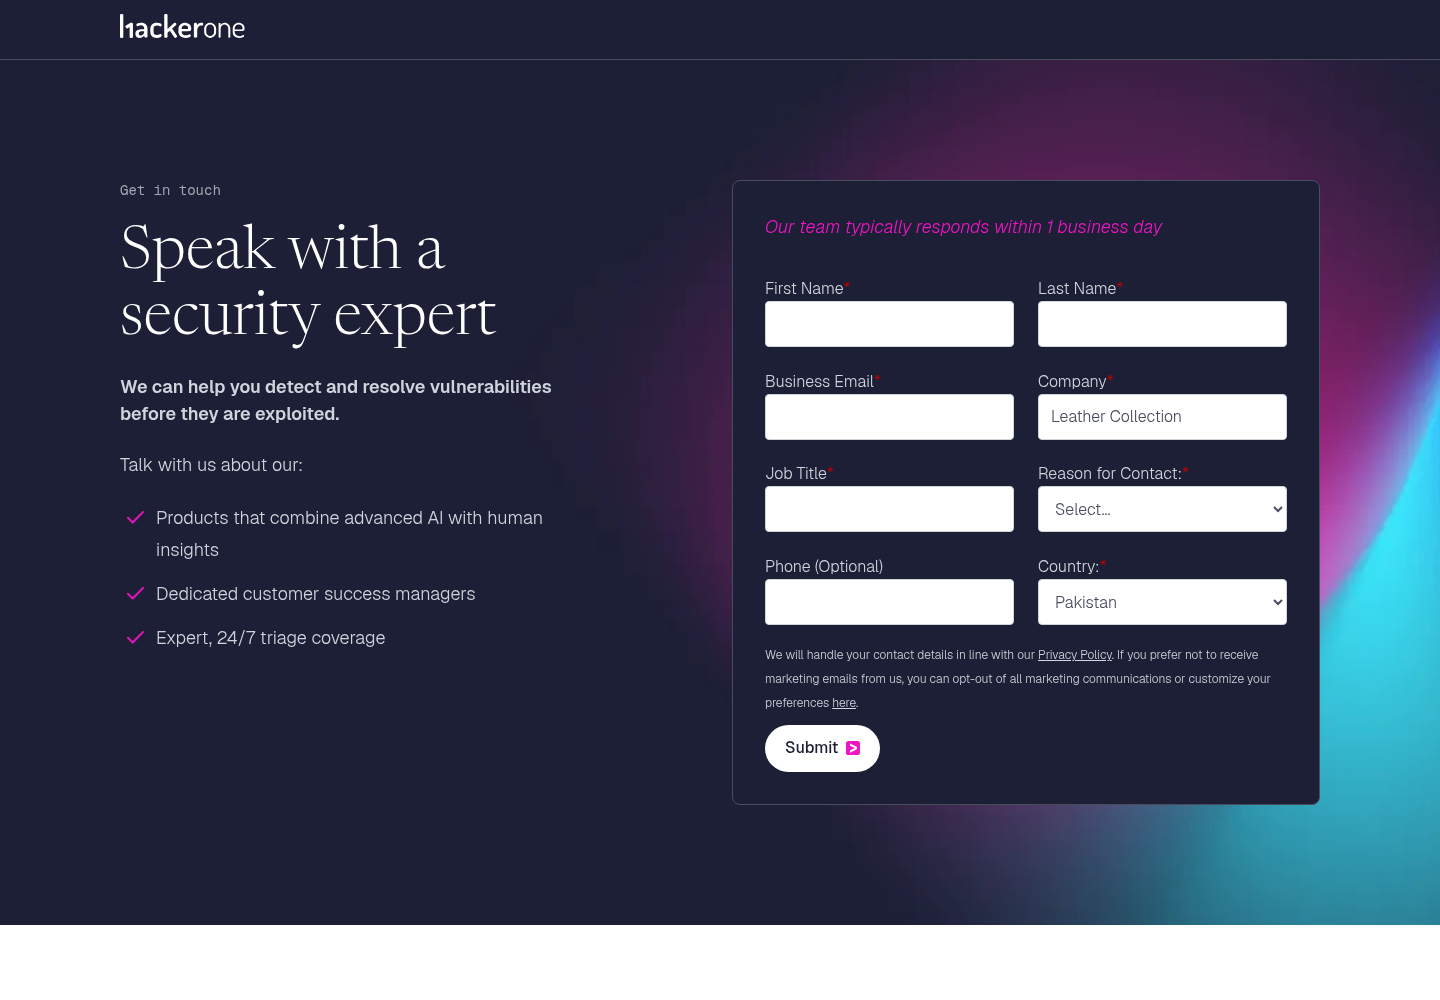 hackerone
Get in touch
Speak with a
security expert
We can help you detect and resolve vulnerabilities
before they are exploited.
Talk with us about our:
Products that combine advanced AI with human
insights
Dedicated customer success managers
Expert, 24/7 triage coverage
Our team typically responds within 1 business day
First Name*
Last Name*
Business Email*
Company*
Leather Collection
Job Title*
Reason for Contact:*
Select...
Phone (Optional)
Country:*
Pakistan
We will handle your contact details in line with our Privacy Policy. If you prefer not to receive
marketing emails from us, you can opt-out of all marketing communications or customize your
preferences here.
Submit